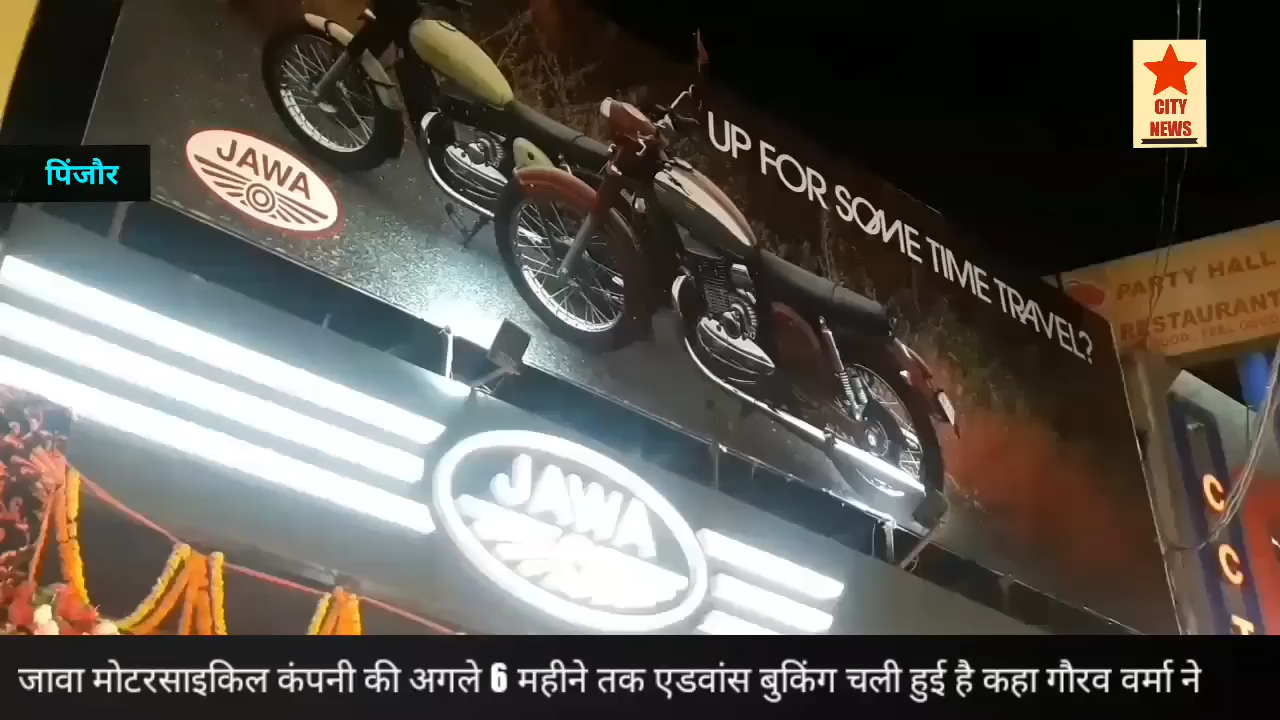 CITY
NEWS
UP FOR SOME TIME TRAVEL?
JAWA
पिंजौर
PARTY HALL
RESTAURANT
JAWA
C
C
जावा मोटरसाइकिल कंपनी की अगले 6 महीने तक एडवांस बुकिंग चली हुई है कहा गौरव वर्मा ने